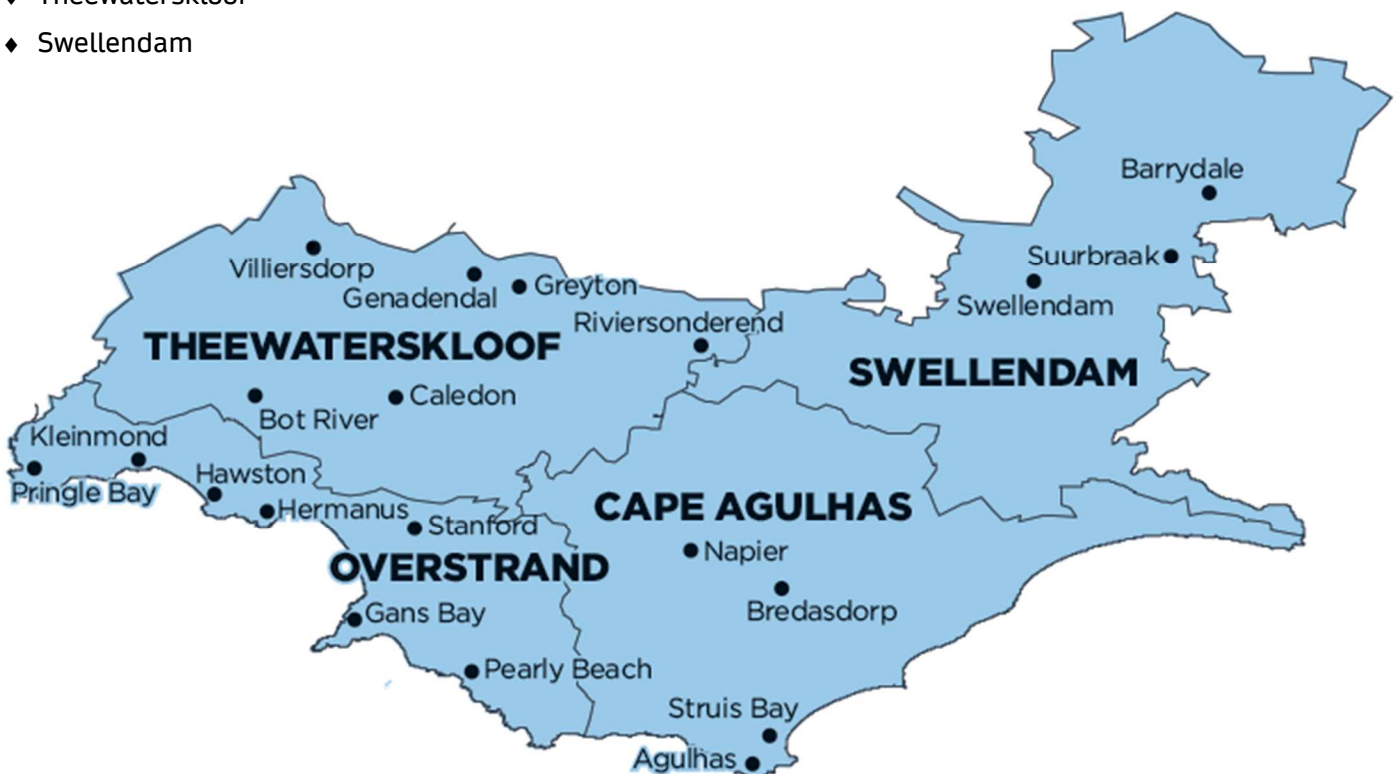 Theewaterskloof
♦ Swellendam
Barrydale
Suurbraak
Swellendam
Villiersdorp
Genadendal
Greyton
Riviersonderend
THEEWATERSKLOOF
SWELLENDAM
Caledon
Bot River
Kleinmond
Pringle Bay
Hawston
Hermanus
Stanford
CAPE AGULHAS
Napier
OVERSTRAND
Bredasdorp
Gans Bay
Pearly Beach
Struis Bay
Agulhas